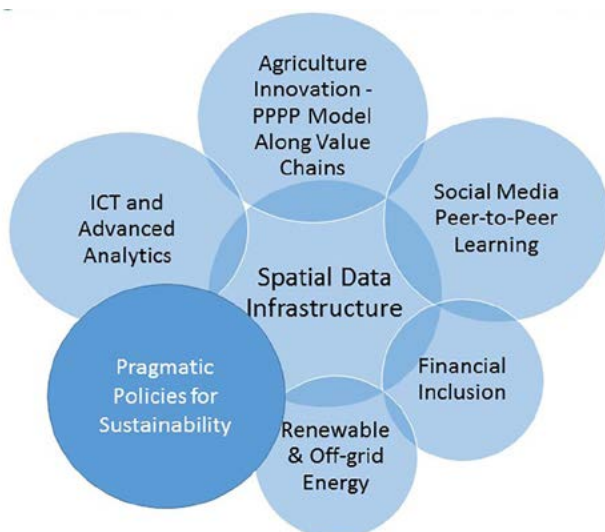 Agriculture
Innovation -
PPPP Model
Along Value
Chains
ICT and
Advanced
Analytics
Social Media
Peer-to-Peer
Learning
Spatial Data
Infrastructure
Pragmatic
Policies for
Sustainability
Financial
Inclusion
Renewable
& Off-grid
Energy